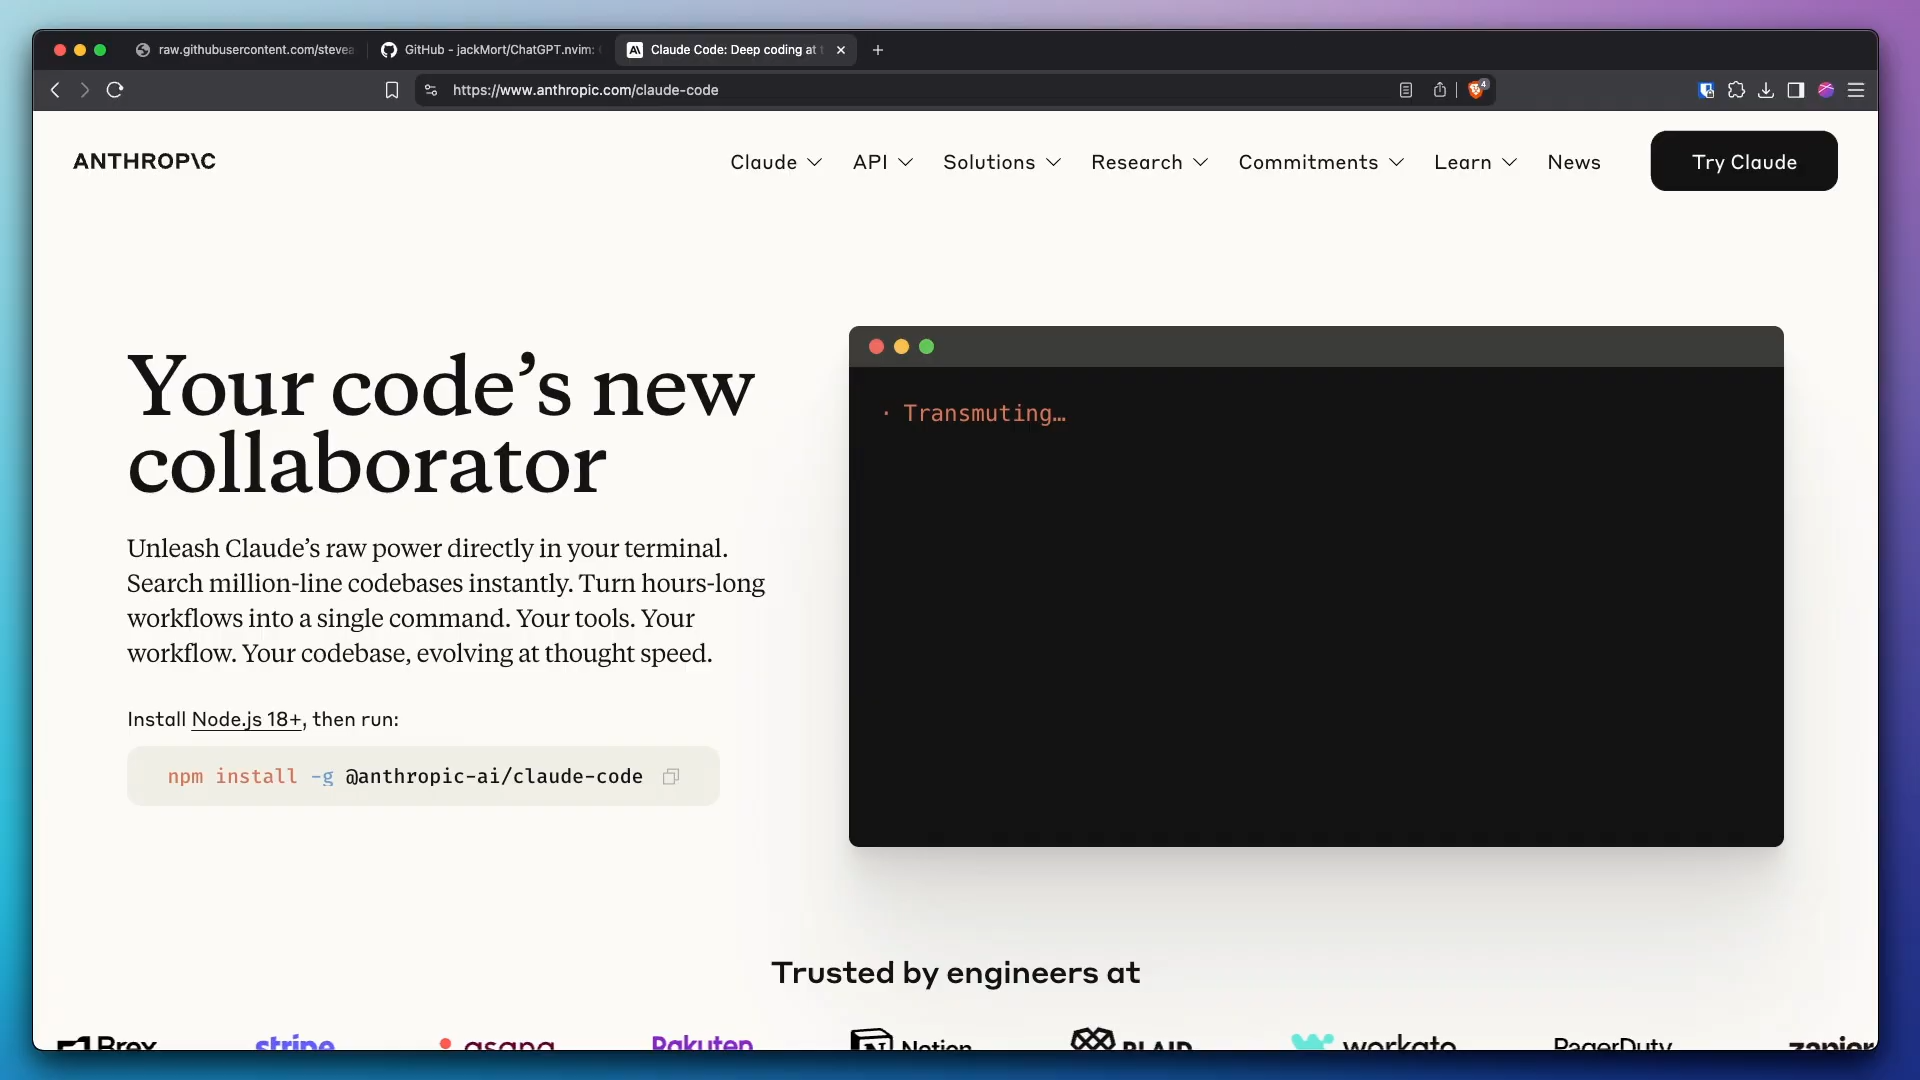 raw.githubusercontent.com/stevea
GitHub - jackMort/ChatGPT.nvim:
Claude Code: Deep coding at
https://www.anthropic.com/claude-code
4
ANTHROP\C
Claude API Solutions Research Commitments Learn News Try Claude
Your code’s new
collaborator
Unleash Claude’s raw power directly in your terminal.
Search million-line codebases instantly. Turn hours-long
workflows into a single command. Your tools. Your
workflow. Your codebase, evolving at thought speed.
Install Node.js 18+, then run:
npm install -g @anthropic-ai/claude-code
· Transmuting…
Trusted by engineers at
Brex stripe asana Rakuten Notion PLAID workato PagerDuty zapier